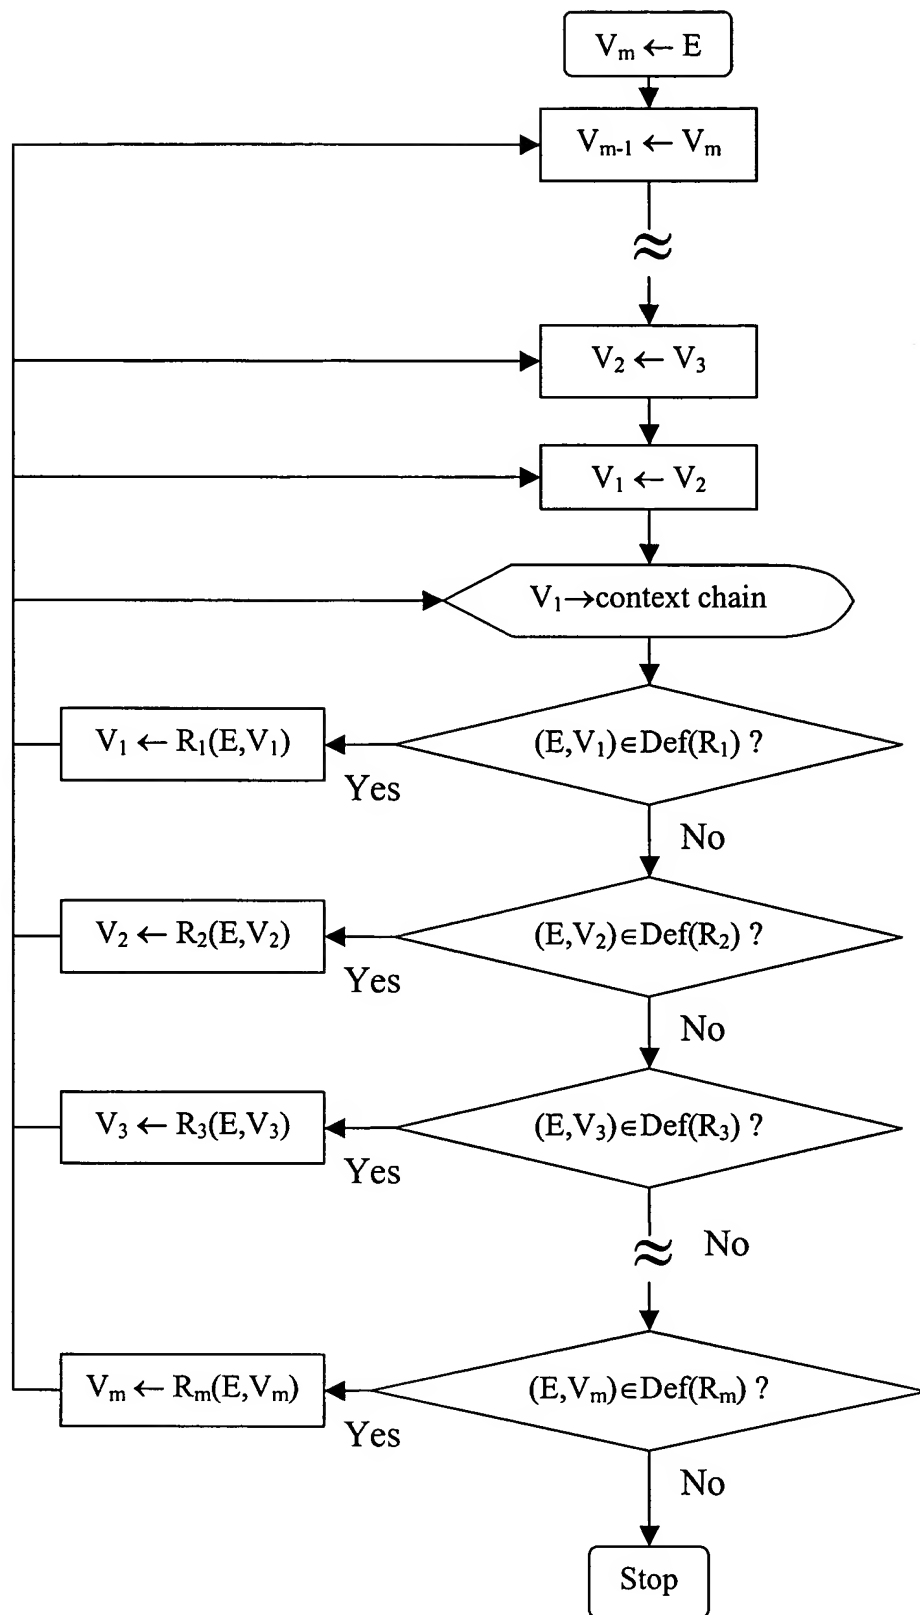 Vₘ ← E
Vₘ₋₁ ← Vₘ
V₂ ← V₃
V₁ ← V₂
V₁→context chain
V₁ ← R₁(E,V₁)
(E,V₁)∈Def(R₁) ?
Yes
No
V₂ ← R₂(E,V₂)
(E,V₂)∈Def(R₂) ?
Yes
No
V₃ ← R₃(E,V₃)
(E,V₃)∈Def(R₃) ?
Yes
No
Vₘ ← Rₘ(E,Vₘ)
(E,Vₘ)∈Def(Rₘ) ?
Yes
No
Stop